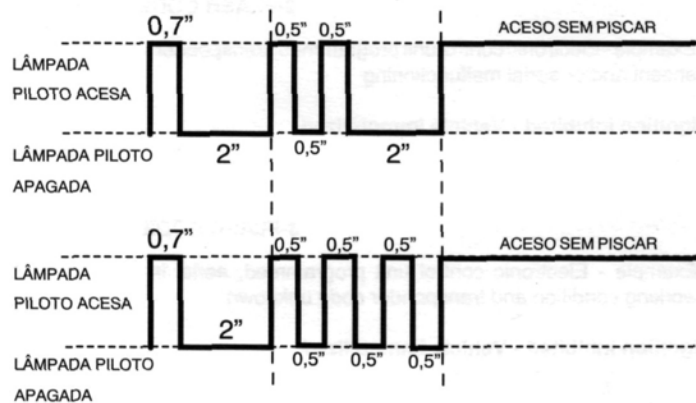 0,7”
0,5” 0,5”
ACESO SEM PISCAR
LÂMPADA
PILOTO ACESA
2”
0,5”
2”
LÂMPADA PILOTO
APAGADA
0,7”
0,5” 0,5” 0,5”
ACESO SEM PISCAR
LÂMPADA
PILOTO ACESA
2”
0,5” 0,5” 0,5”
LÂMPADA PILOTO
APAGADA